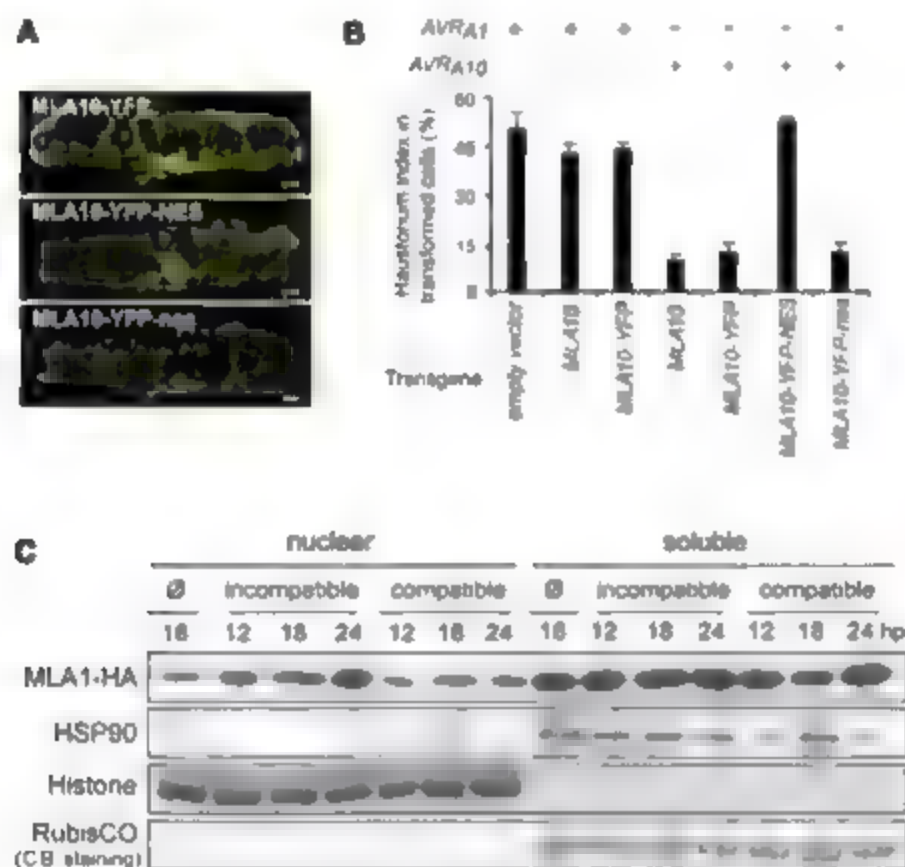 A
MLA10-YFP
MLA10-YFP-NES
MLA10-YFP-nes
B
AVRA1
AVRA10
Haustorium index in
transformed cells (%)
60
45
30
15
0
Transgene
empty vector
MLA10
MLA10-YFP
MLA10
MLA10-YFP
MLA10-YFP-NES
MLA10-YFP-nes
C
nuclear soluble
Ø incompatible compatible Ø incompatible compatible
18 12 18 24 12 18 24 18 12 18 24 12 18 24 hp
MLA1-HA
HSP90
Histone
RubisCO
(CB staining)